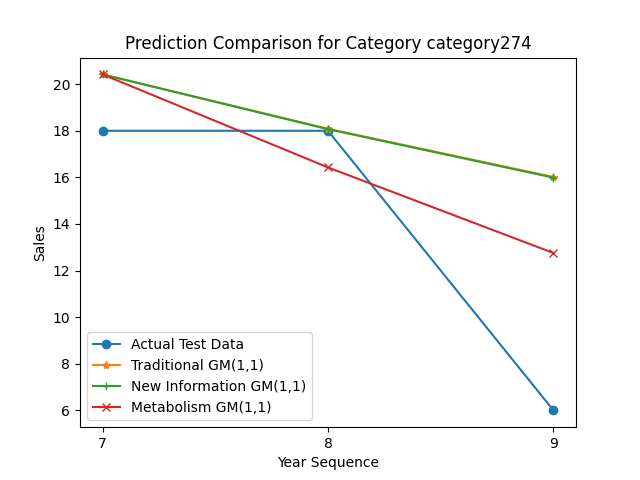 Prediction Comparison for Category category274
Sales
20
18
16
14
12
10
8
6
Actual Test Data
Traditional GM(1,1)
New Information GM(1,1)
Metabolism GM(1,1)
7
8
9
Year Sequence